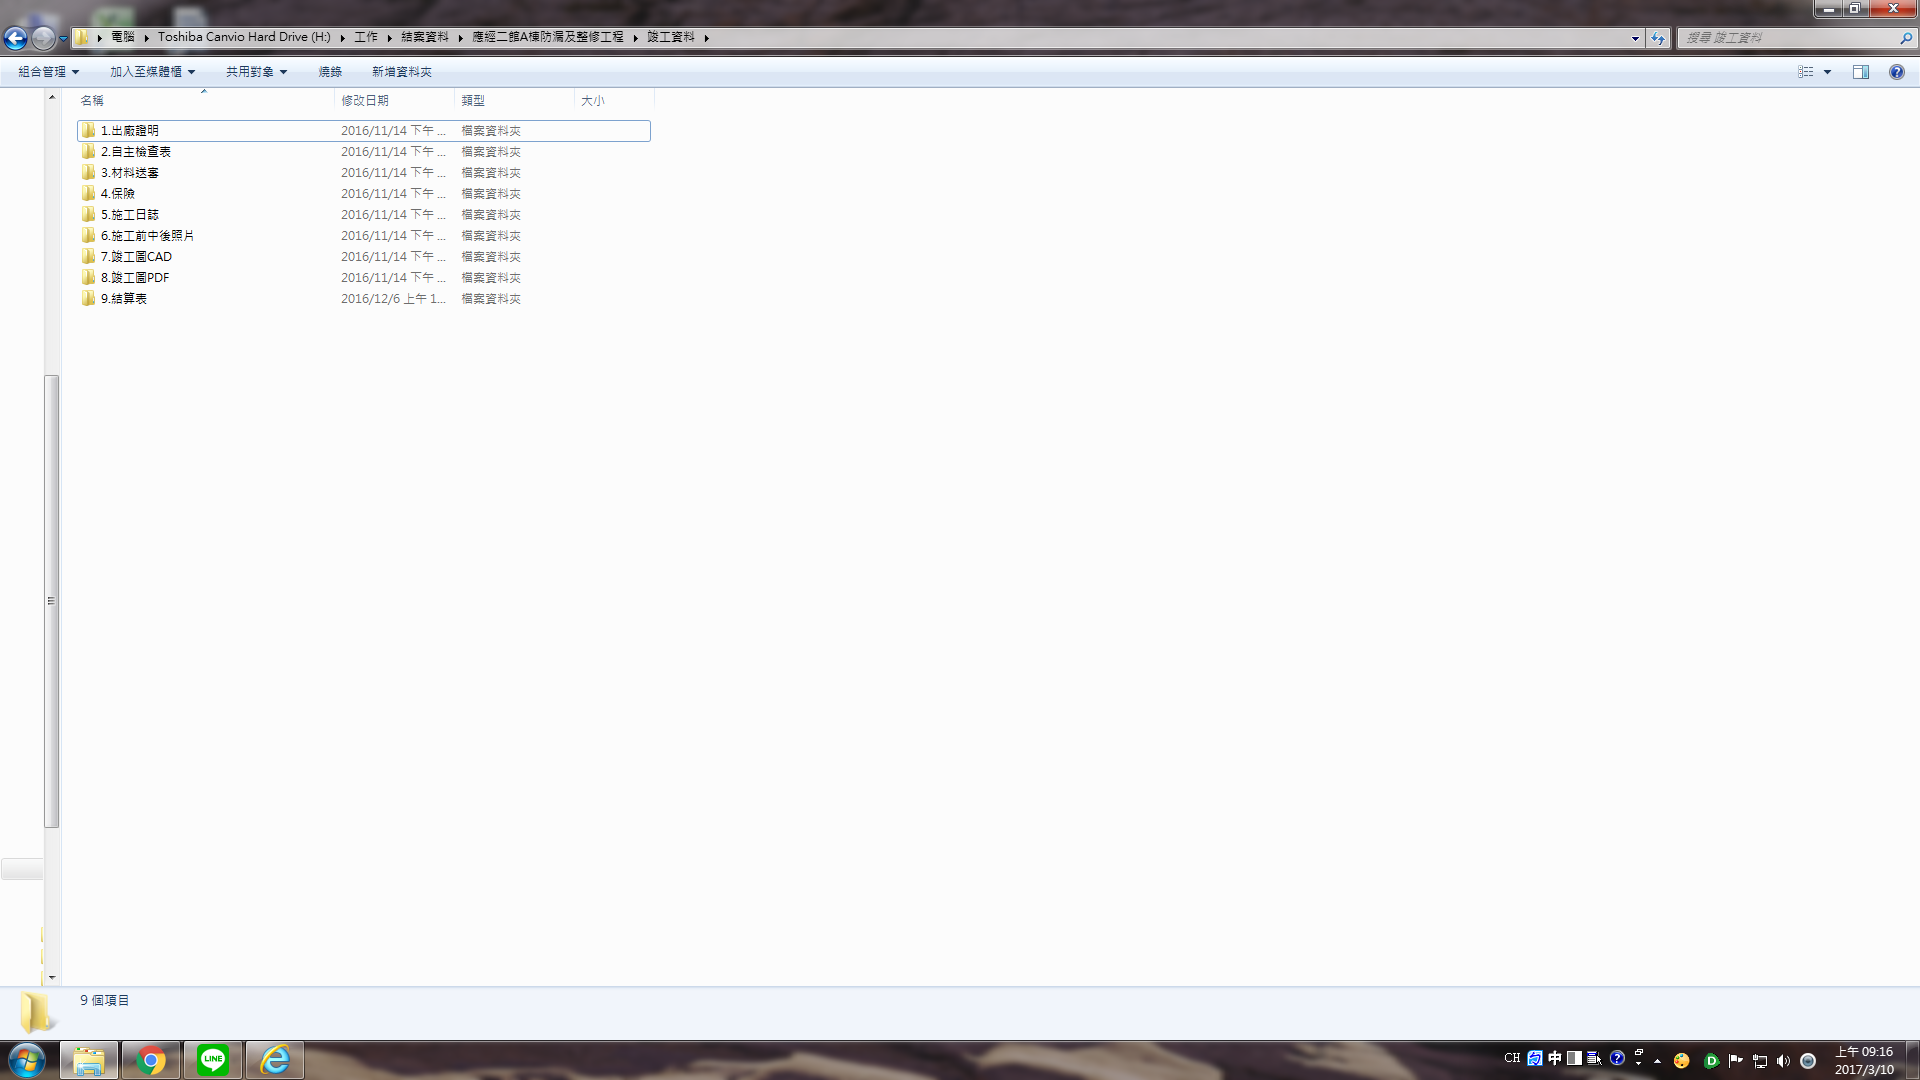 電腦 Toshiba Canvio Hard Drive (H:) 工作 結案資料 應經二館A棟防漏及整修工程 竣工資料
搜尋 竣工資料
組合管理 加入至媒體櫃 共用對象 燒錄 新增資料夾
名稱 修改日期 類型 大小
1.出廠證明 2016/11/14 下午 ... 檔案資料夾
2.自主檢查表 2016/11/14 下午 ... 檔案資料夾
3.材料送審 2016/11/14 下午 ... 檔案資料夾
4.保險 2016/11/14 下午 ... 檔案資料夾
5.施工日誌 2016/11/14 下午 ... 檔案資料夾
6.施工前中後照片 2016/11/14 下午 ... 檔案資料夾
7.竣工圖CAD 2016/11/14 下午 ... 檔案資料夾
8.竣工圖PDF 2016/11/14 下午 ... 檔案資料夾
9.結算表 2016/12/6 上午 1... 檔案資料夾
9 個項目
LINE
CH 中
上午 09:16
2017/3/10